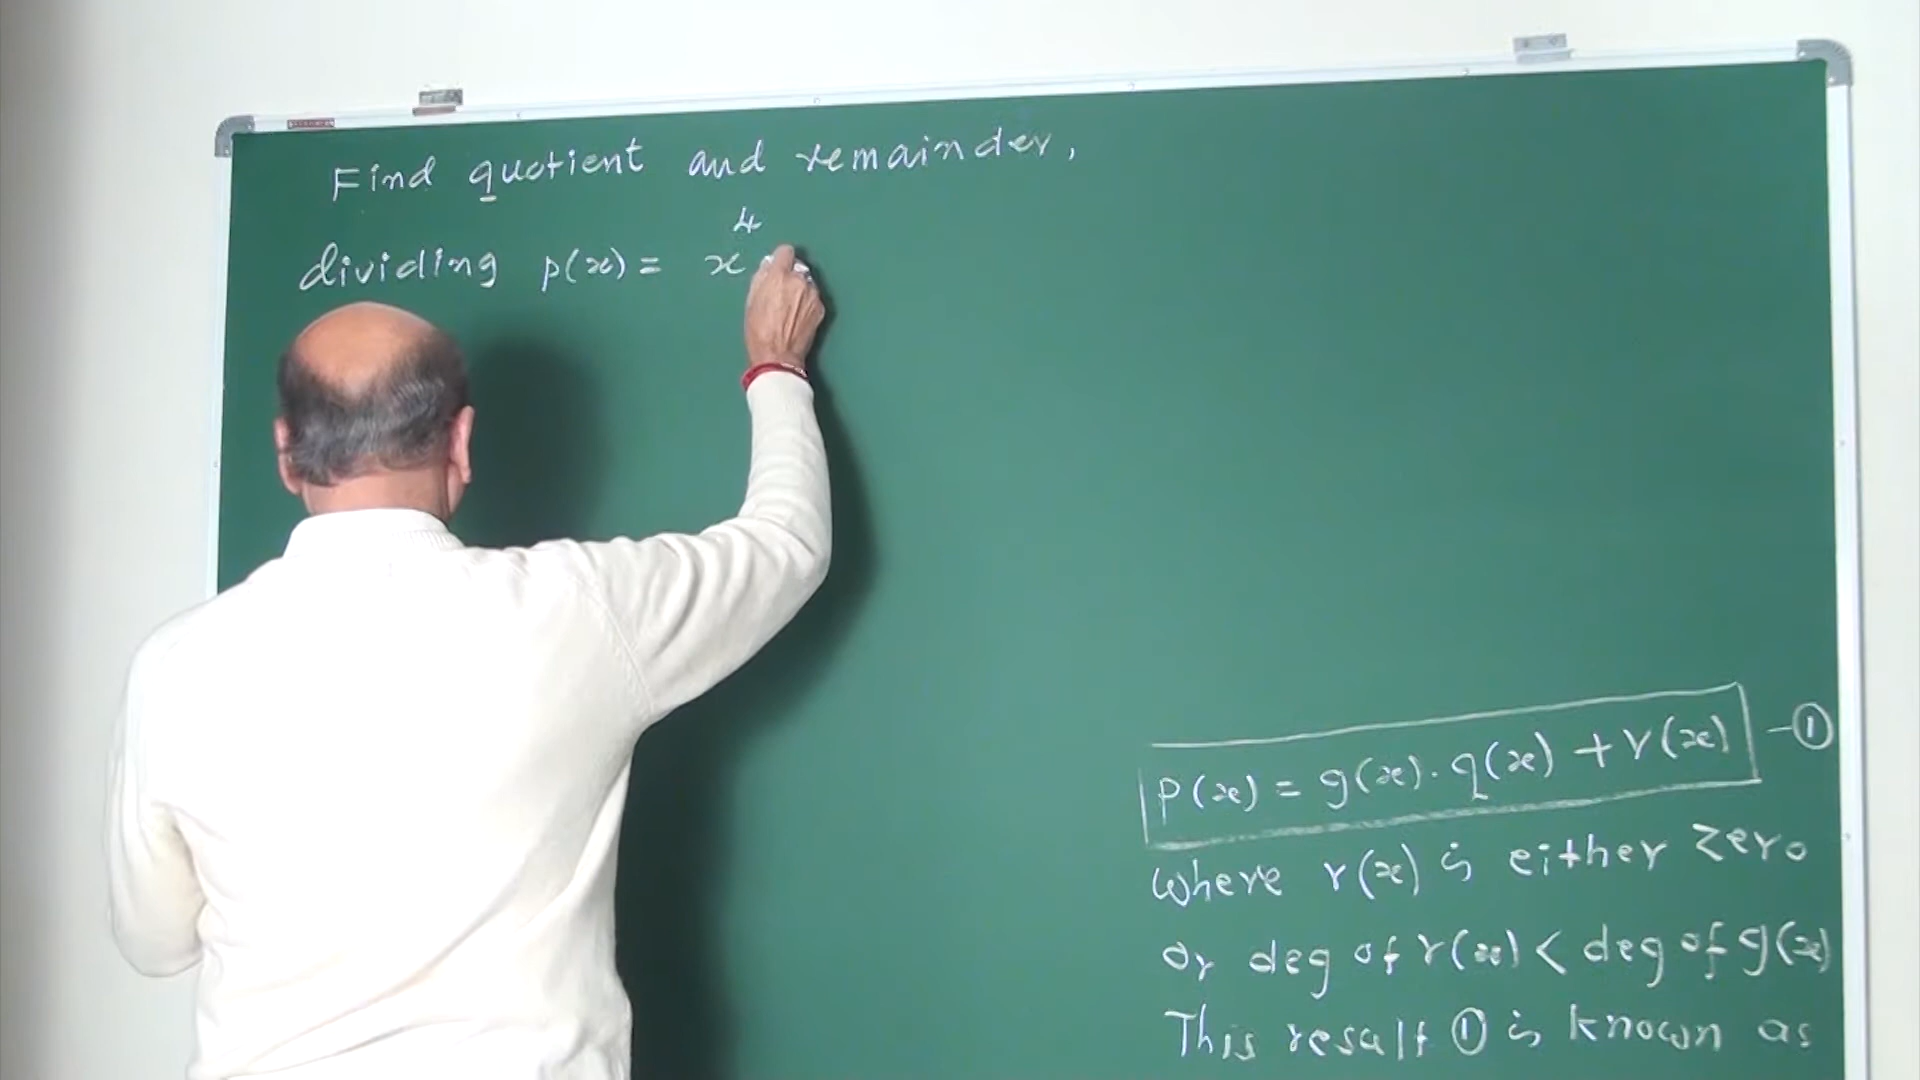 Find quotient and remainder,
dividing p(x) = x⁴
p(x) = g(x). q(x) + r(x) -①
where r(x) is either zero
or deg of r(x) < deg of g(x)
This result ① is known as